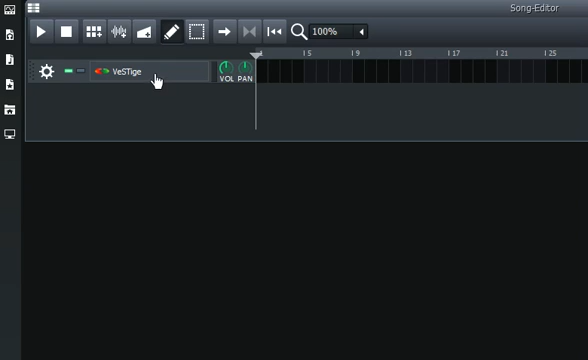 Song-Editor
100%
5 9 13 17 21 25
VeSTige
VOL PAN